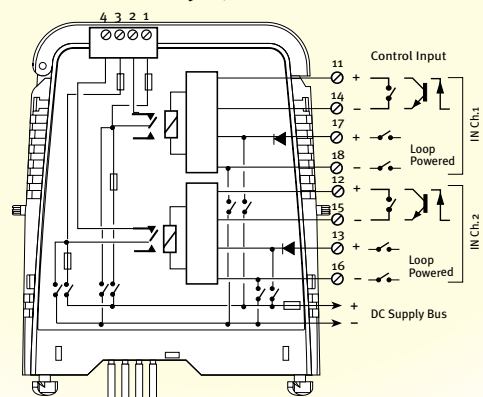 4 3 2 1
11 + Control Input
14 −
17 + Loop
18 − Powered
IN Ch.1
12 +
15 −
13 + Loop
16 − Powered
IN Ch.2
+
− DC Supply Bus